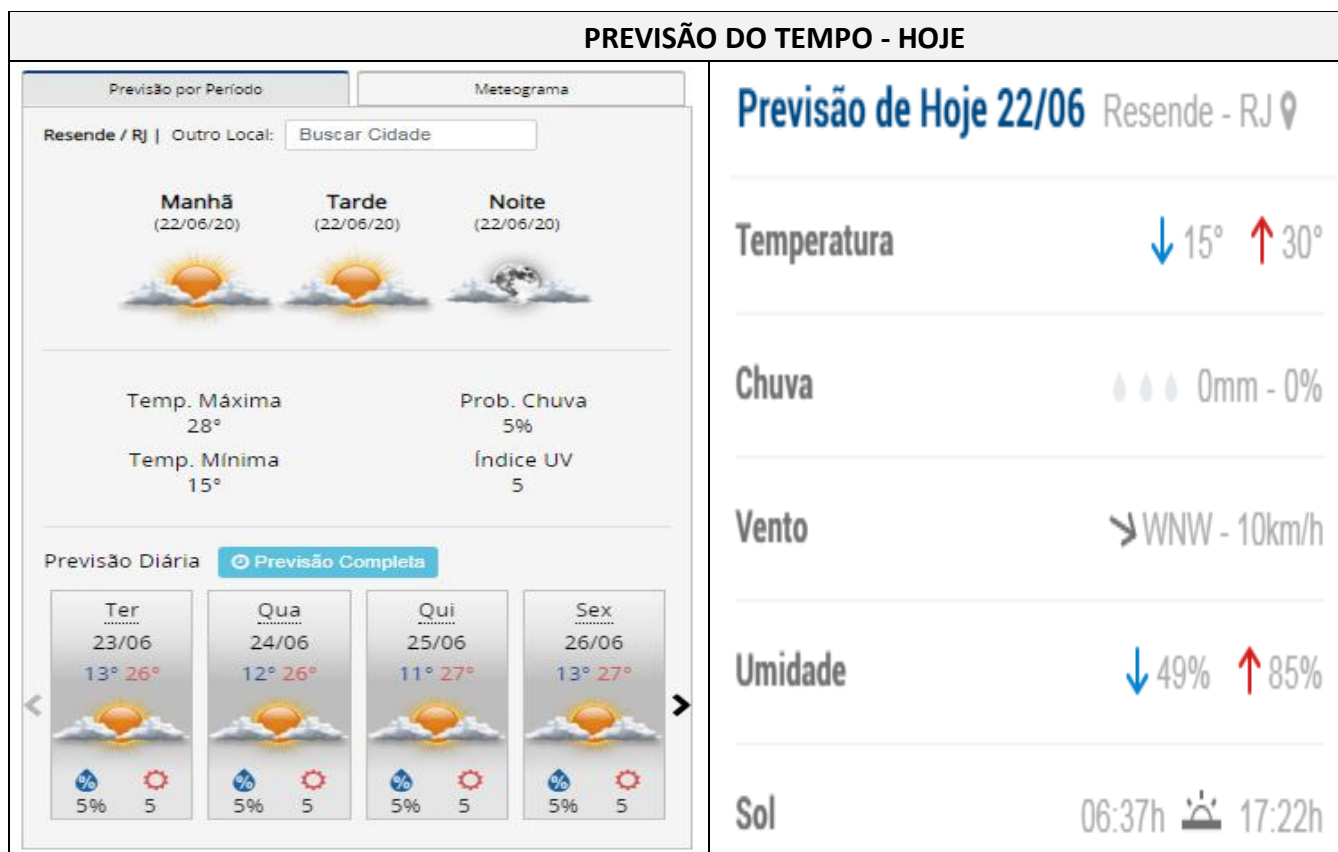 PREVISÃO DO TEMPO - HOJE
Previsão por Período
Meteograma
Resende / RJ | Outro Local: Buscar Cidade
Manhã Tarde Noite
(22/06/20) (22/06/20) (22/06/20)
Temp. Máxima Prob. Chuva
28° 5%
Temp. Mínima Índice UV
15° 5
Previsão Diária Previsão Completa
Ter Qua Qui Sex
23/06 24/06 25/06 26/06
13° 26° 12° 26° 11° 27° 13° 27°
% % % %
5% 5 5% 5 5% 5 5% 5
Previsão de Hoje 22/06 Resende - RJ
Temperatura 15° 30°
Chuva 0mm - 0%
Vento WNW - 10km/h
Umidade 49% 85%
Sol 06:37h 17:22h